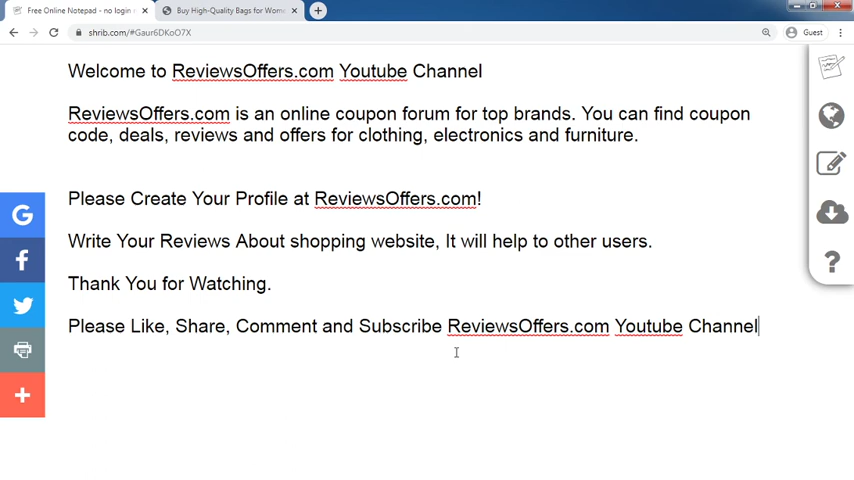 Free Online Notepad - no login
Buy High-Quality Bags for Wome
shrib.com/#Gaur6DKoO7X
Guest
Welcome to ReviewsOffers.com Youtube Channel
ReviewsOffers.com is an online coupon forum for top brands. You can find coupon
code, deals, reviews and offers for clothing, electronics and furniture.
Please Create Your Profile at ReviewsOffers.com!
Write Your Reviews About shopping website, It will help to other users.
Thank You for Watching.
Please Like, Share, Comment and Subscribe ReviewsOffers.com Youtube Channel